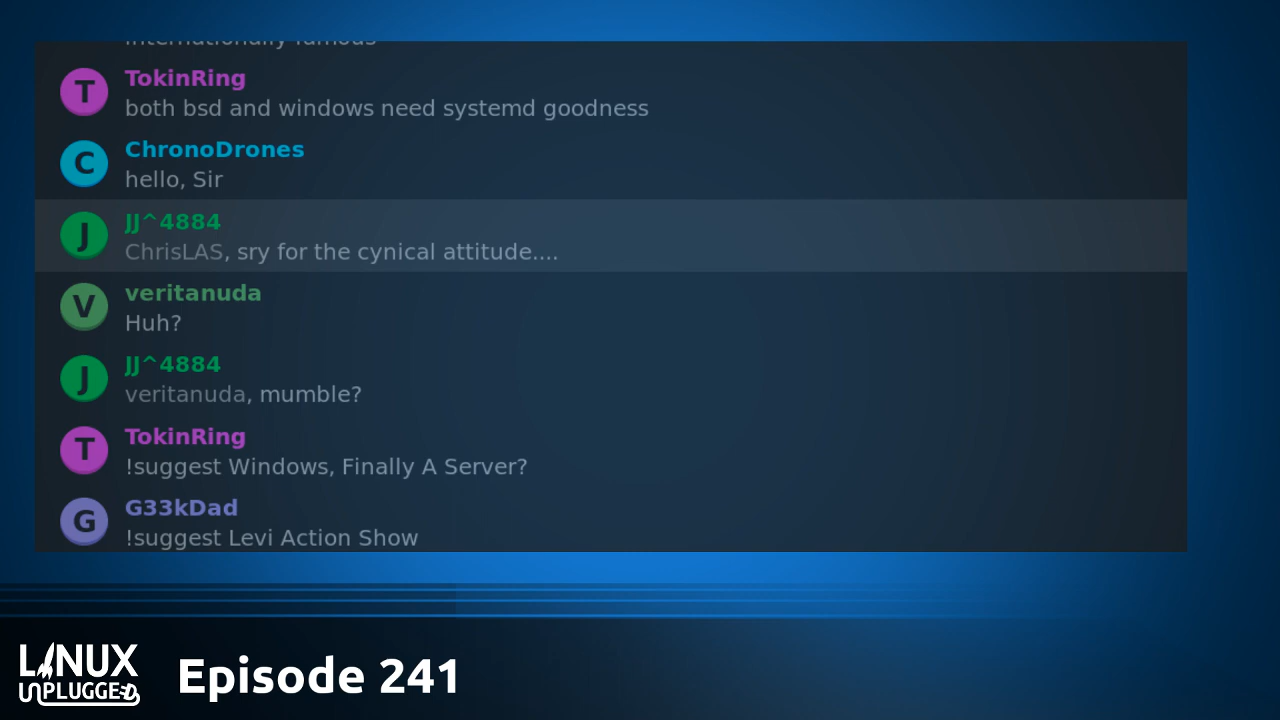 internationally famous
T
TokinRing
both bsd and windows need systemd goodness
C
ChronoDrones
hello, Sir
J
JJ^4884
ChrisLAS, sry for the cynical attitude....
V
veritanuda
Huh?
J
JJ^4884
veritanuda, mumble?
T
TokinRing
!suggest Windows, Finally A Server?
G
G33kDad
!suggest Levi Action Show
LINUX
UNPLUGGED
Episode 241